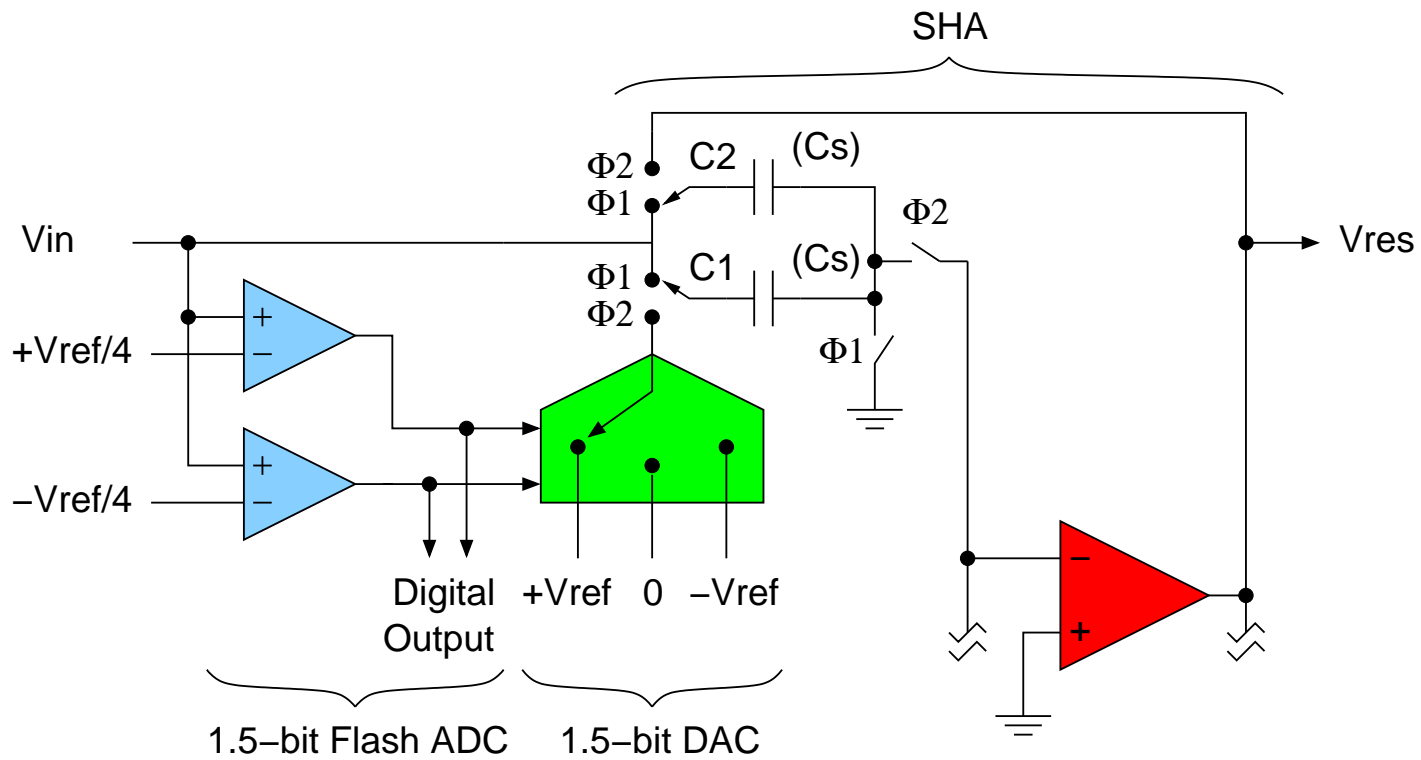 SHA
Φ2
C2
(Cs)
Φ1
Φ2
Vin
Vres
Φ1
C1
(Cs)
Φ2
+
+Vref/4
−
Φ1
+
−Vref/4
−
−
+
Digital
Output
+Vref
0
−Vref
1.5−bit Flash ADC
1.5−bit DAC